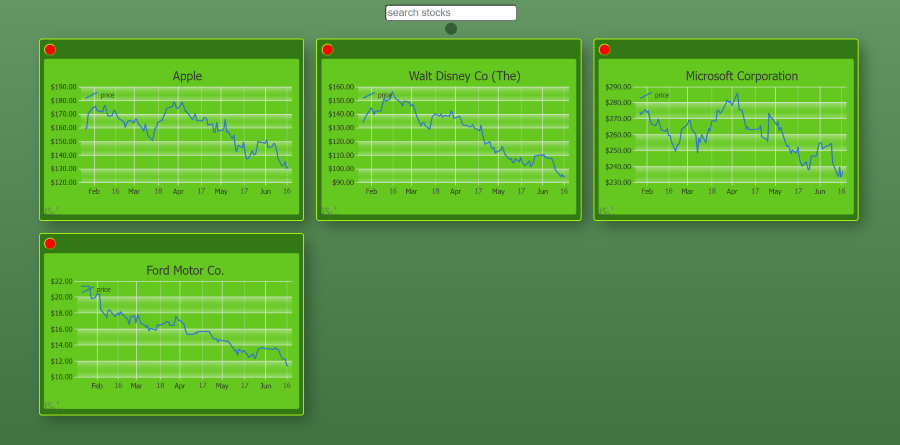 search stocks
Apple
price
$190.00
$180.00
$170.00
$160.00
$150.00
$140.00
$130.00
$120.00
Feb 16 Mar 18 Apr 17 May 17 Jun 16
Walt Disney Co (The)
price
$160.00
$150.00
$140.00
$130.00
$120.00
$110.00
$100.00
$90.00
Feb 16 Mar 18 Apr 17 May 17 Jun 16
Microsoft Corporation
price
$290.00
$280.00
$270.00
$260.00
$250.00
$240.00
$230.00
Feb 16 Mar 18 Apr 17 May 17 Jun 16
Ford Motor Co.
price
$22.00
$20.00
$18.00
$16.00
$14.00
$12.00
$10.00
Feb 16 Mar 18 Apr 17 May 17 Jun 16